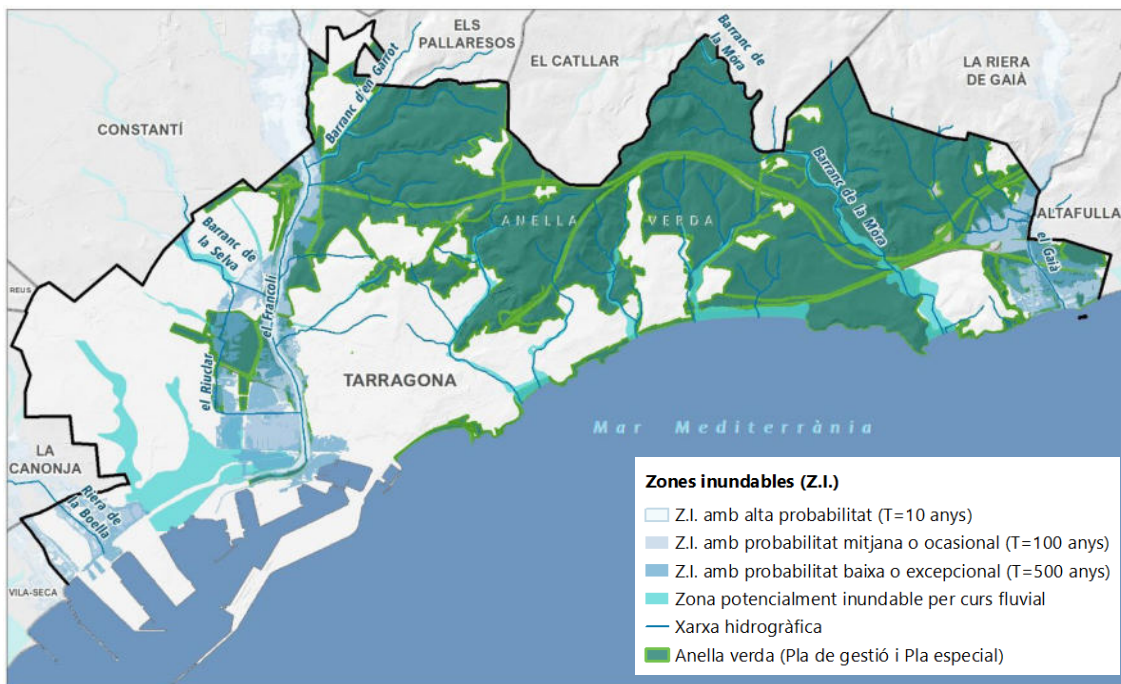 ELS
PALLARESOS
EL CATLLAR
Barranc de
la Móra
LA RIERA
DE GAIÀ
CONSTANTÍ
Barranc d'en Garrot
Barranc de la Móra
ANELLA VERDA
ALTAFULLA
el Gaià
Barranc de
la Selva
el Francolí
REUS
el Riuclar
TARRAGONA
Mar Mediterrània
LA
CANONJA
Riera de
la Boella
VILA-SECA
Zones inundables (Z.I.)
Z.I. amb alta probabilitat (T=10 anys)
Z.I. amb probabilitat mitjana o ocasional (T=100 anys)
Z.I. amb probabilitat baixa o excepcional (T=500 anys)
Zona potencialment inundable per curs fluvial
Xarxa hidrogràfica
Anella verda (Pla de gestió i Pla especial)